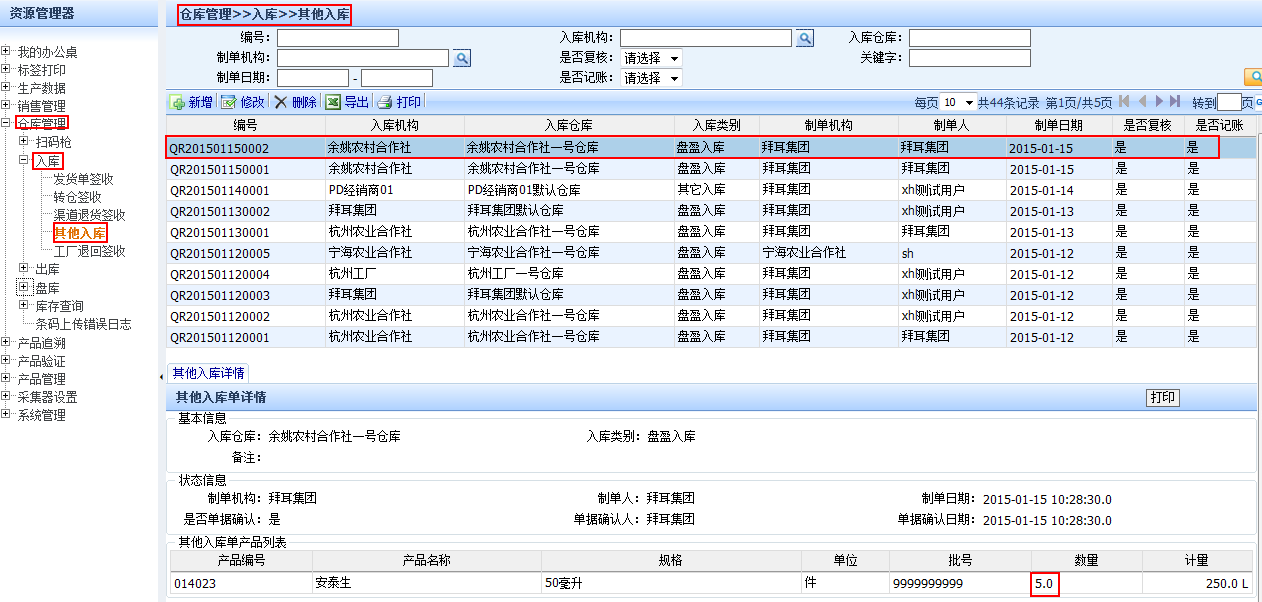 资源管理器
我的办公桌
标签打印
生产数据
销售管理
仓库管理
扫码枪
入库
发货单签收
转仓签收
渠道退货签收
其他入库
工厂退回签收
出库
盘库
库存查询
条码上传错误日志
产品追溯
产品验证
产品管理
采集器设置
系统管理
仓库管理>>入库>>其他入库
编号： 入库机构： 入库仓库：
制单机构： 是否复核： 请选择 关键字：
制单日期： - 是否记账： 请选择
新增 修改 删除 导出 打印 每页 10 共44条记录 第1页/共5页 转到 页
编号 入库机构 入库仓库 入库类别 制单机构 制单人 制单日期 是否复核 是否记账
QR201501150002 余姚农村合作社 余姚农村合作社一号仓库 盘盈入库 拜耳集团 拜耳集团 2015-01-15 是 是
QR201501150001 余姚农村合作社 余姚农村合作社一号仓库 盘盈入库 拜耳集团 拜耳集团 2015-01-15 是 是
QR201501140001 PD经销商01 PD经销商01默认仓库 其它入库 拜耳集团 xh测试用户 2015-01-14 是 是
QR201501130002 拜耳集团 拜耳集团默认仓库 盘盈入库 拜耳集团 xh测试用户 2015-01-13 是 是
QR201501130001 杭州农业合作社 杭州农业合作社一号仓库 盘盈入库 拜耳集团 拜耳集团 2015-01-13 是 是
QR201501120005 宁海农业合作社 宁海农业合作社一号仓库 盘盈入库 宁海农业合作社 sh 2015-01-12 是 是
QR201501120004 杭州工厂 杭州工厂一号仓库 盘盈入库 拜耳集团 xh测试用户 2015-01-12 是 是
QR201501120003 拜耳集团 拜耳集团默认仓库 盘盈入库 拜耳集团 xh测试用户 2015-01-12 是 是
QR201501120002 杭州农业合作社 杭州农业合作社一号仓库 盘盈入库 拜耳集团 xh测试用户 2015-01-12 是 是
QR201501120001 杭州农业合作社 杭州农业合作社一号仓库 盘盈入库 拜耳集团 拜耳集团 2015-01-12 是 是
其他入库详情
其他入库单详情 打印
基本信息
入库仓库： 余姚农村合作社一号仓库 入库类别： 盘盈入库
备注：
状态信息
制单机构： 拜耳集团 制单人： 拜耳集团 制单日期： 2015-01-15 10:28:30.0
是否单据确认： 是 单据确认人： 拜耳集团 单据确认日期： 2015-01-15 10:28:30.0
其他入库单产品列表
产品编号 产品名称 规格 单位 批号 数量 计量
014023 安泰生 50毫升 件 9999999999 5.0 250.0 L